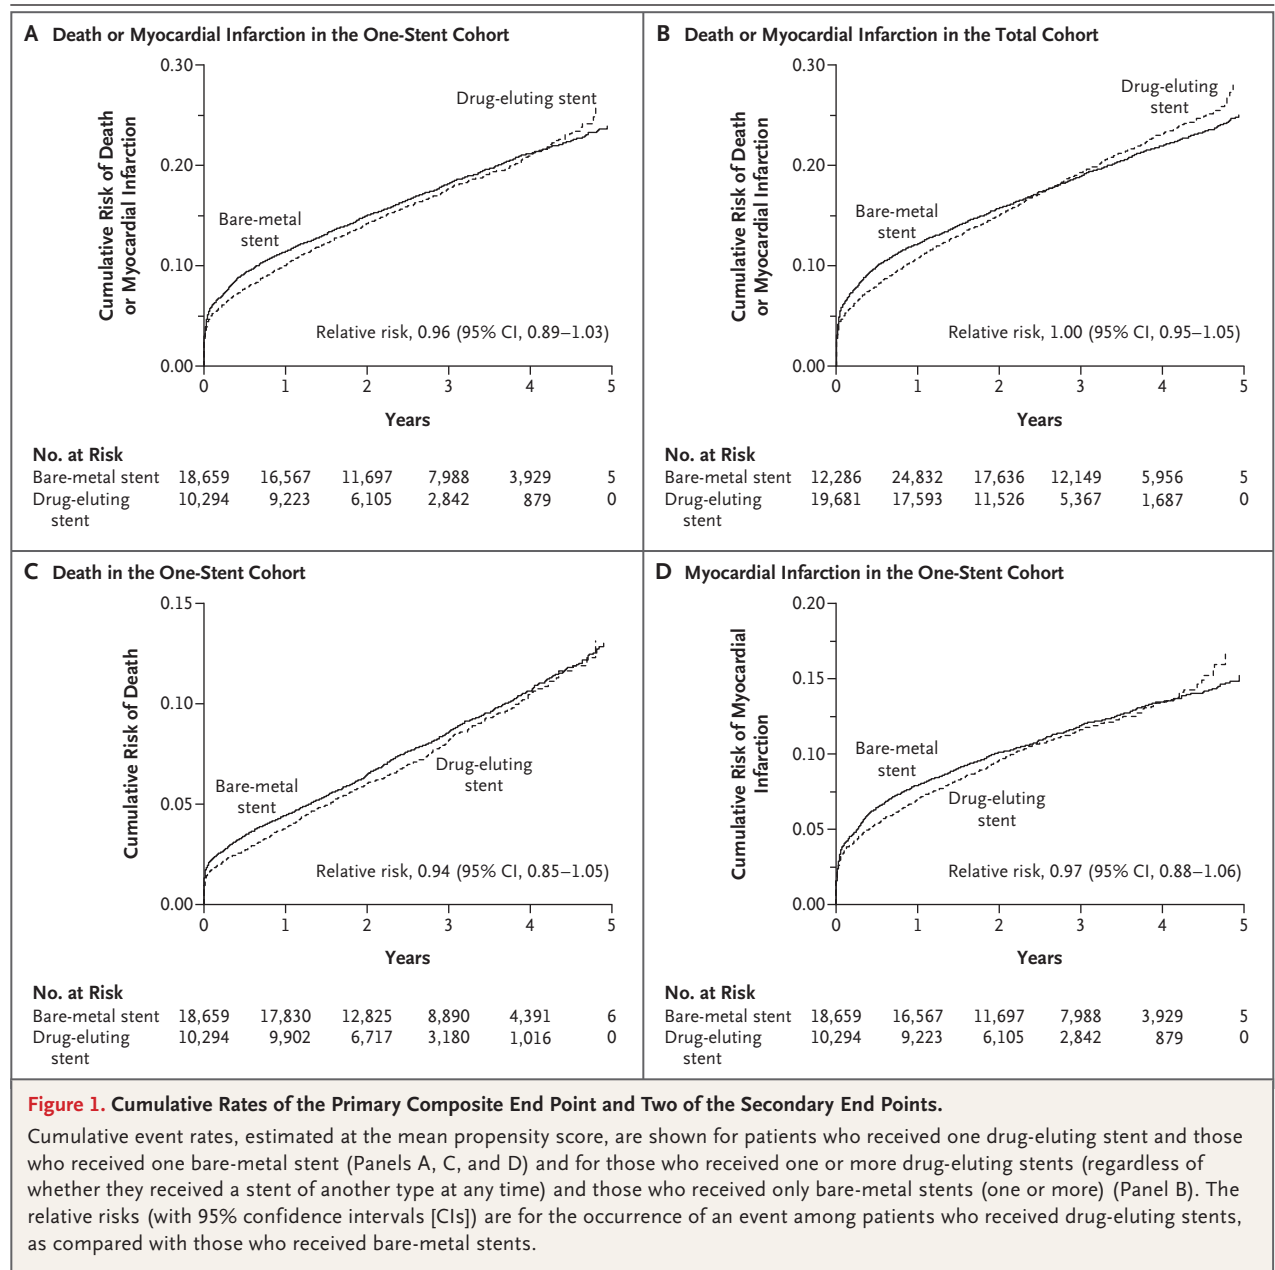 A Death or Myocardial Infarction in the One-Stent Cohort
0.30
0.20
0.10
0.00
Cumulative Risk of Death
or Myocardial Infarction
Drug-eluting stent
Bare-metal
stent
Relative risk, 0.96 (95% CI, 0.89–1.03)
0 1 2 3 4 5
Years
No. at Risk
Bare-metal stent 18,659 16,567 11,697 7,988 3,929 5
Drug-eluting 10,294 9,223 6,105 2,842 879 0
stent
B Death or Myocardial Infarction in the Total Cohort
0.30
0.20
0.10
0.00
Cumulative Risk of Death
or Myocardial Infarction
Drug-eluting
stent
Bare-metal
stent
Relative risk, 1.00 (95% CI, 0.95–1.05)
0 1 2 3 4 5
Years
No. at Risk
Bare-metal stent 12,286 24,832 17,636 12,149 5,956 5
Drug-eluting 19,681 17,593 11,526 5,367 1,687 0
stent
C Death in the One-Stent Cohort
0.15
0.10
0.05
0.00
Cumulative Risk of Death
Bare-metal
stent
Drug-eluting
stent
Relative risk, 0.94 (95% CI, 0.85–1.05)
0 1 2 3 4 5
Years
No. at Risk
Bare-metal stent 18,659 17,830 12,825 8,890 4,391 6
Drug-eluting 10,294 9,902 6,717 3,180 1,016 0
stent
D Myocardial Infarction in the One-Stent Cohort
0.20
0.15
0.10
0.05
0.00
Cumulative Risk of Myocardial
Infarction
Bare-metal
stent
Drug-eluting
stent
Relative risk, 0.97 (95% CI, 0.88–1.06)
0 1 2 3 4 5
Years
No. at Risk
Bare-metal stent 18,659 16,567 11,697 7,988 3,929 5
Drug-eluting 10,294 9,223 6,105 2,842 879 0
stent
Figure 1. Cumulative Rates of the Primary Composite End Point and Two of the Secondary End Points.
Cumulative event rates, estimated at the mean propensity score, are shown for patients who received one drug-eluting stent and those
who received one bare-metal stent (Panels A, C, and D) and for those who received one or more drug-eluting stents (regardless of
whether they received a stent of another type at any time) and those who received only bare-metal stents (one or more) (Panel B). The
relative risks (with 95% confidence intervals [CIs]) are for the occurrence of an event among patients who received drug-eluting stents,
as compared with those who received bare-metal stents.